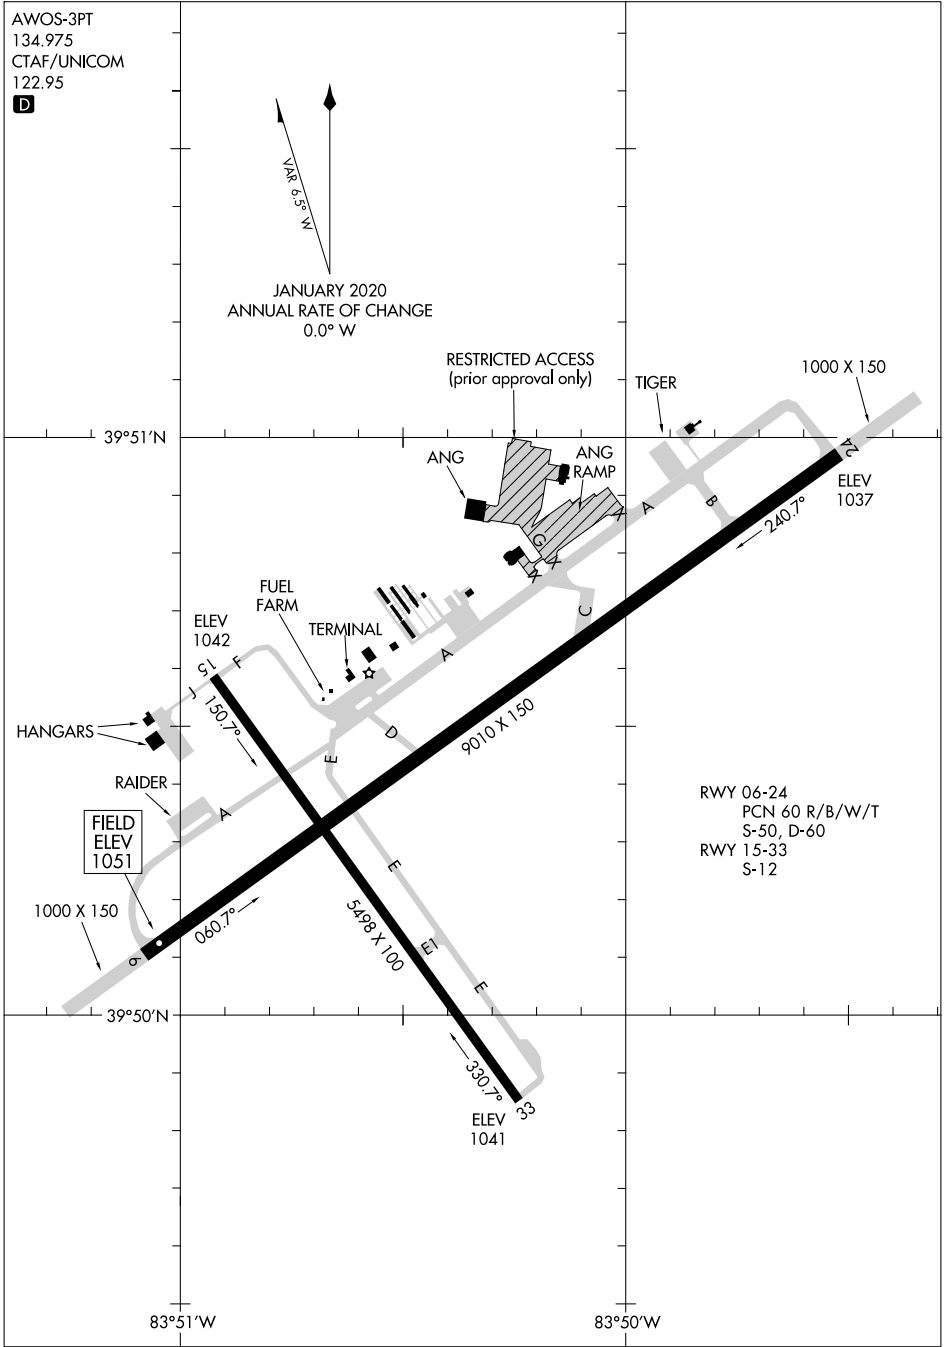 AWOS-3PT
134.975
CTAF/UNICOM
122.95
D
VAR 6.5° W
JANUARY 2020
ANNUAL RATE OF CHANGE
0.0° W
RESTRICTED ACCESS
(prior approval only)
TIGER
1000 X 150
39°51'N
ANG
ANG
RAMP
24
ELEV
1037
240.7°
A
B
X
G
X
X
C
FUEL
FARM
TERMINAL
ELEV
1042
15
F
J
A
150.7°
HANGARS
D
E
9010 X 150
RAIDER
A
FIELD
ELEV
1051
RWY 06-24
PCN 60 R/B/W/T
S-50, D-60
RWY 15-33
S-12
E
1000 X 150
060.7°
5498 X 100
E1
6
E
39°50'N
330.7°
33
ELEV
1041
83°51'W
83°50'W